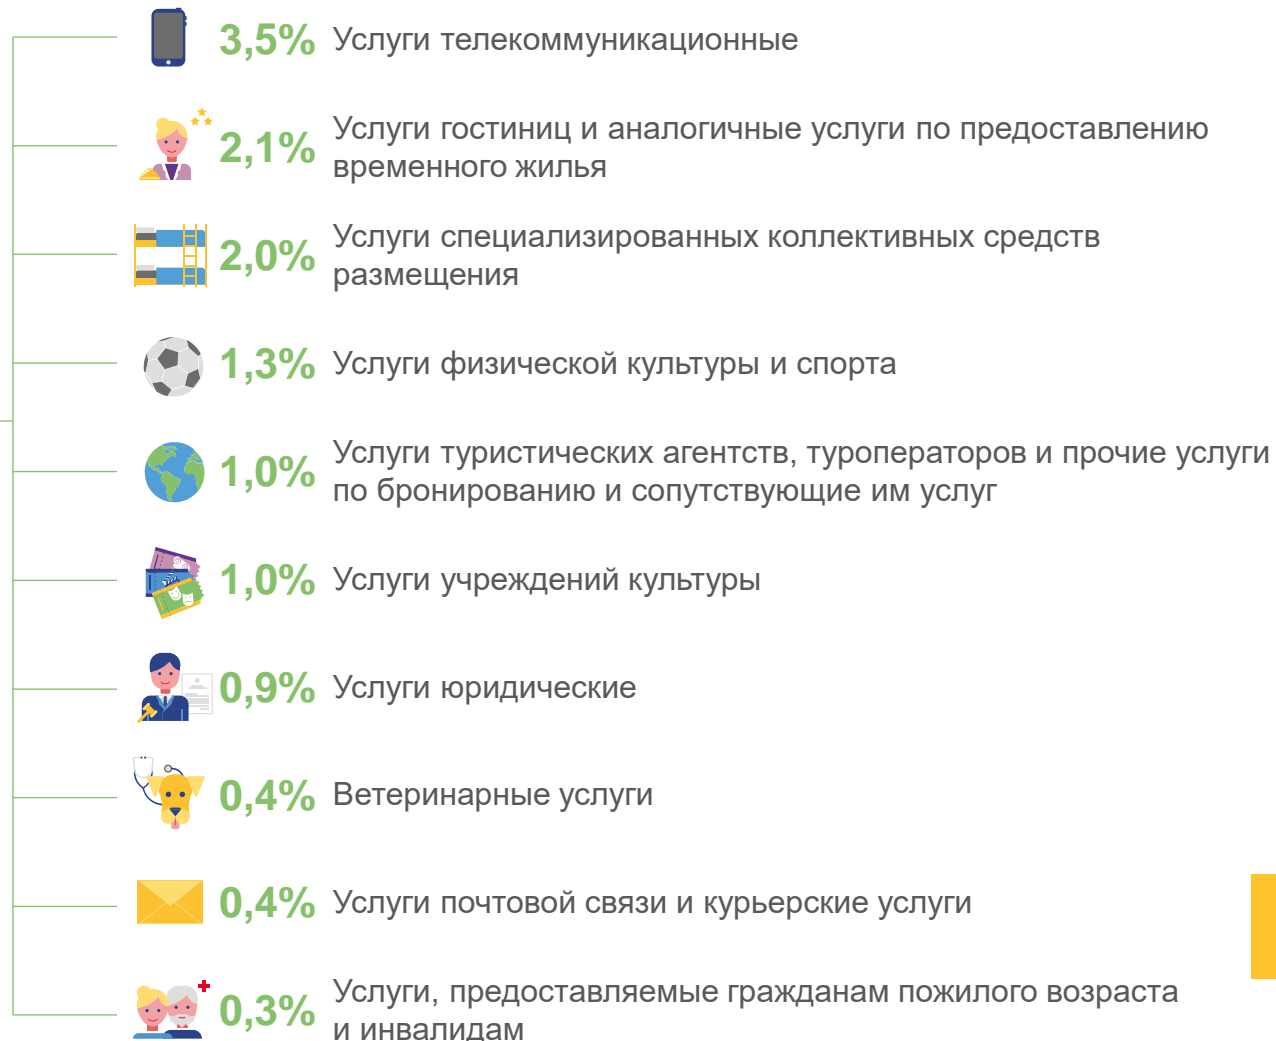 3,5% Услуги телекоммуникационные
2,1% Услуги гостиниц и аналогичные услуги по предоставлению
временного жилья
2,0% Услуги специализированных коллективных средств
размещения
1,3% Услуги физической культуры и спорта
1,0% Услуги туристических агентств, туроператоров и прочие услуги
по бронированию и сопутствующие им услуг
1,0% Услуги учреждений культуры
0,9% Услуги юридические
0,4% Ветеринарные услуги
0,4% Услуги почтовой связи и курьерские услуги
0,3% Услуги, предоставляемые гражданам пожилого возраста
и инвалидам